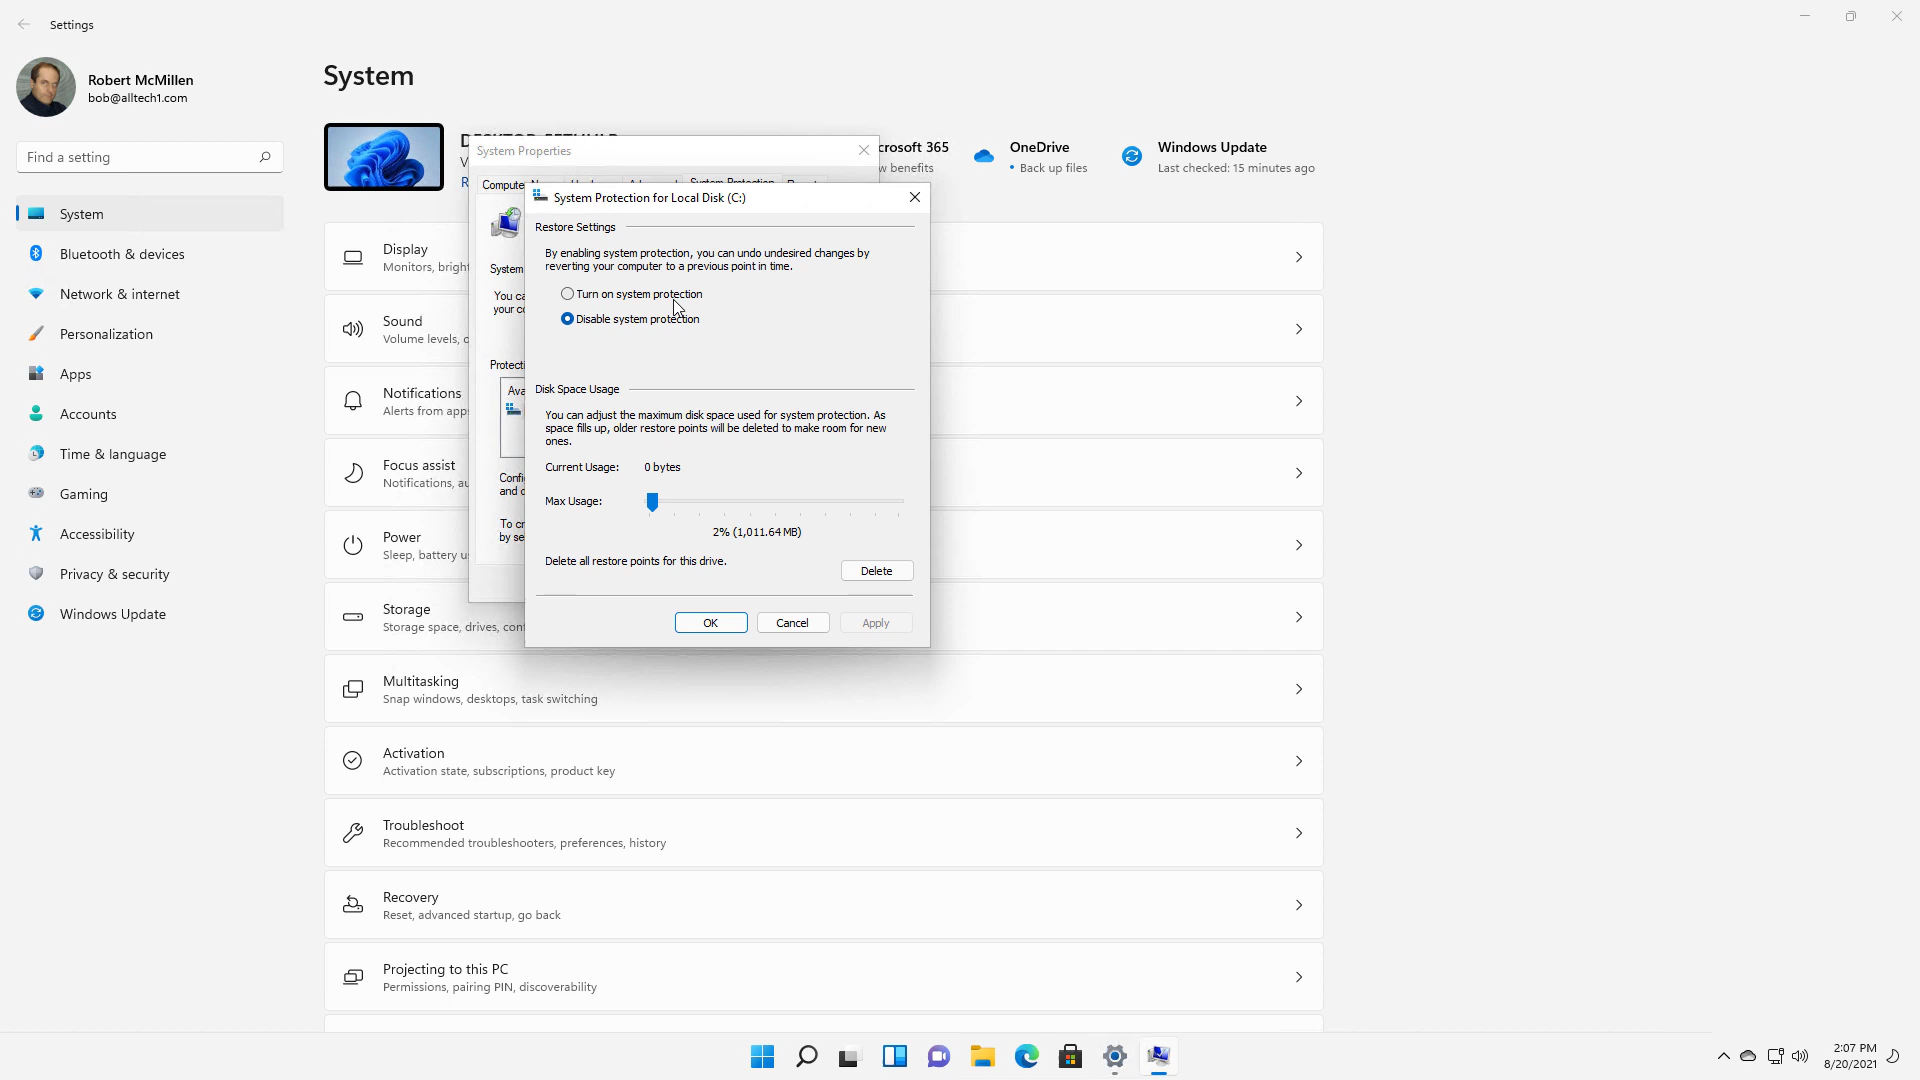 Settings
Robert McMillen
bob@alltech1.com
Find a setting
System
Bluetooth & devices
Network & internet
Personalization
Apps
Accounts
Time & language
Gaming
Accessibility
Privacy & security
Windows Update
System
crosoft 365
w benefits
OneDrive
• Back up files
Windows Update
Last checked: 15 minutes ago
System Properties
Compute
System Protection
System
You ca
your co
Protecti
Ava
Confi
and d
To cr
by se
System Protection for Local Disk (C:)
Restore Settings
By enabling system protection, you can undo undesired changes by
reverting your computer to a previous point in time.
Turn on system protection
Disable system protection
Disk Space Usage
You can adjust the maximum disk space used for system protection. As
space fills up, older restore points will be deleted to make room for new
ones.
Current Usage: 0 bytes
Max Usage:
2% (1,011.64 MB)
Delete all restore points for this drive.
Delete
OK Cancel Apply
Display
Monitors, bright
Sound
Volume levels, c
Notifications
Alerts from apps
Focus assist
Notifications, au
Power
Sleep, battery u
Storage
Storage space, drives, con
Multitasking
Snap windows, desktops, task switching
Activation
Activation state, subscriptions, product key
Troubleshoot
Recommended troubleshooters, preferences, history
Recovery
Reset, advanced startup, go back
Projecting to this PC
Permissions, pairing PIN, discoverability
2:07 PM
8/20/2021